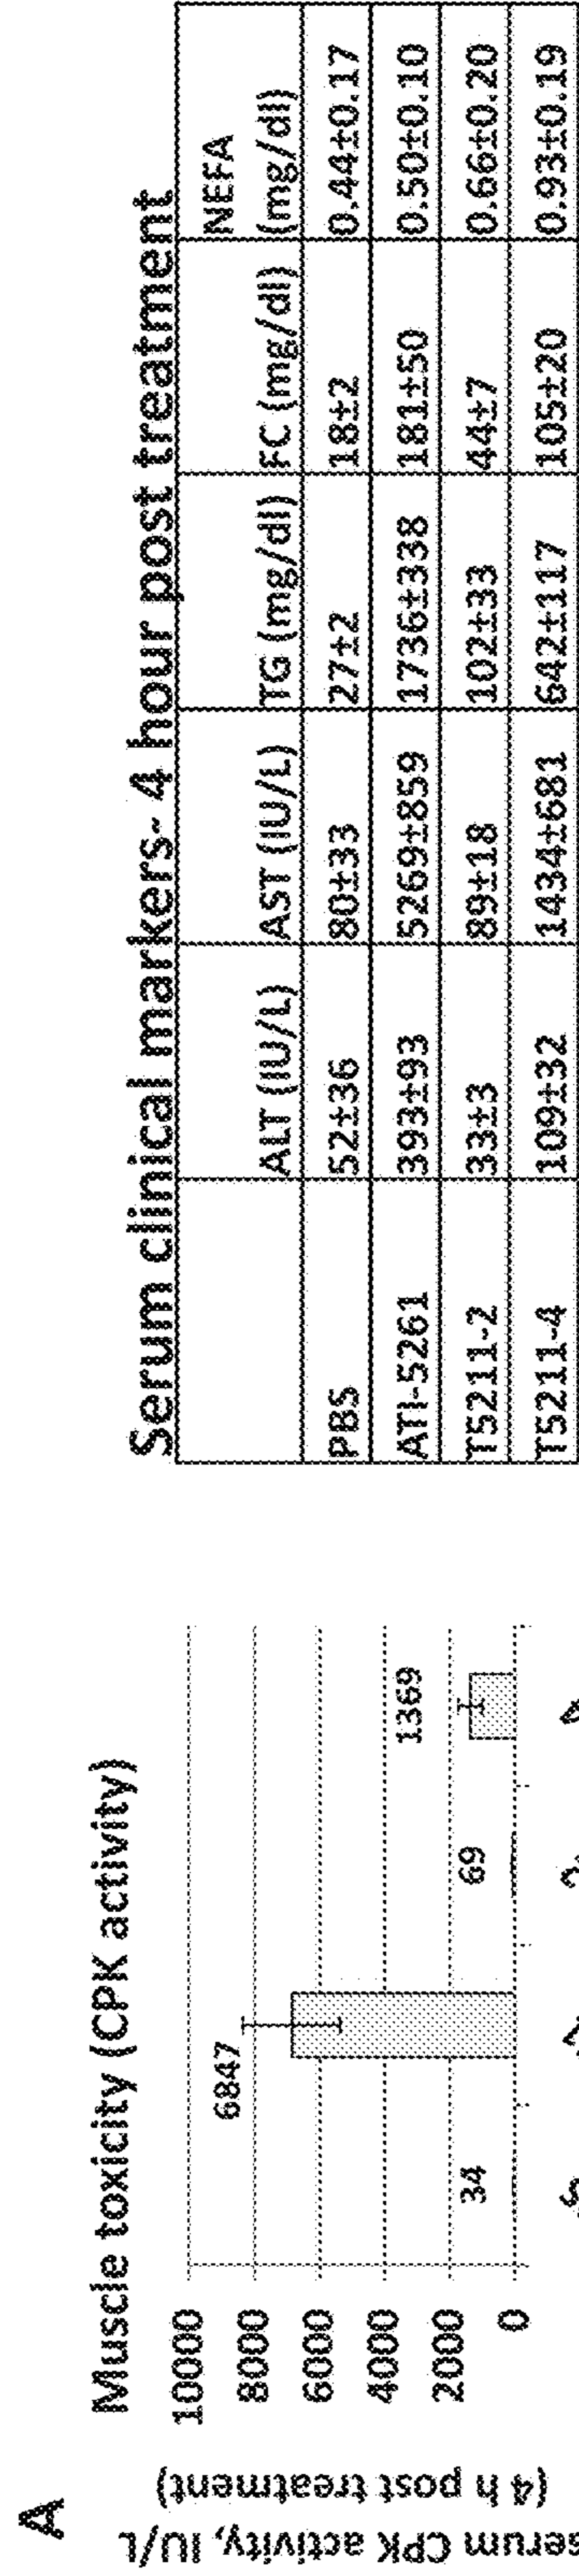 A
Muscle toxicity (CPK activity)
serum CPK activity, IU/L
(4 h post treatment)
10000
8000
6000
4000
2000
0
34
6847
69
1369
Serum clinical markers- 4 hour post treatment
ALT (IU/L) AST (IU/L) TG (mg/dl) FC (mg/dl) NEFA (mg/dl)
PBS 52±36 80±33 27±2 18±2 0.44±0.17
ATI-5261 393±93 5269±859 1736±338 181±50 0.50±0.10
T5211-2 33±3 89±18 102±33 44±7 0.66±0.20
T5211-4 109±32 1434±681 642±117 105±20 0.93±0.19